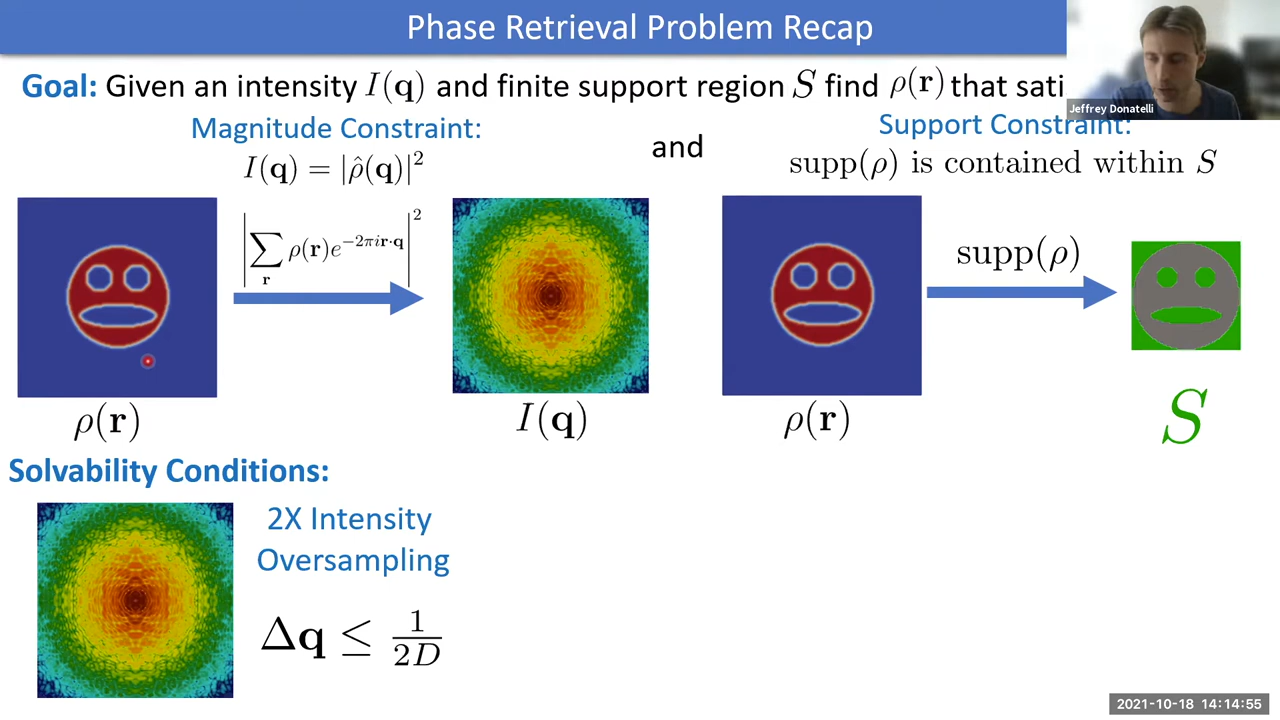 Phase Retrieval Problem Recap
Goal: Given an intensity I(q) and finite support region S find ρ(r) that
Jeffrey Donatelli
Magnitude Constraint:
I(q) = |ρ̂(q)|²
and
Support Constraint:
supp(ρ) is contained within S
|∑_r ρ(r)e^{−2πir·q}|²
supp(ρ)
ρ(r)
I(q)
ρ(r)
S
Solvability Conditions:
2X Intensity
Oversampling
Δq ≤ 1/2D
2021-10-18 14:14:55